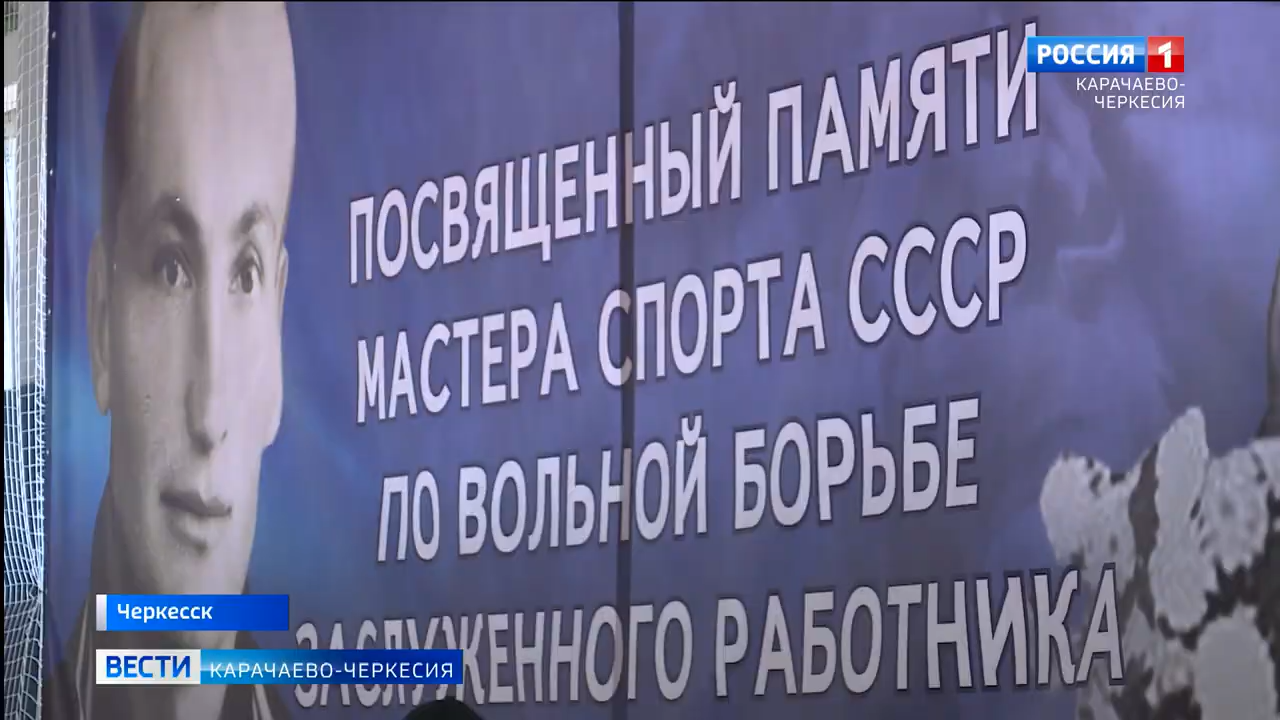 РОССИЯ 1
КАРАЧАЕВО-
ЧЕРКЕСИЯ
ПОСВЯЩЕННЫЙ ПАМЯТИ
МАСТЕРА СПОРТА СССР
ПО ВОЛЬНОЙ БОРЬБЕ
ЗАСЛУЖЕННОГО РАБОТНИКА
Черкесск
ВЕСТИ КАРАЧАЕВО-ЧЕРКЕСИЯ